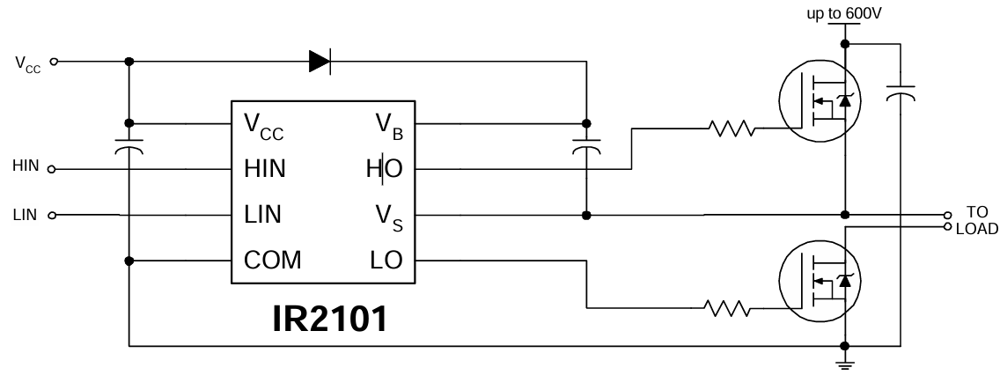 up to 600V
VCC
VCC
VB
HIN
HIN
HO
LIN
LIN
VS
TO
LOAD
COM
LO
IR2101